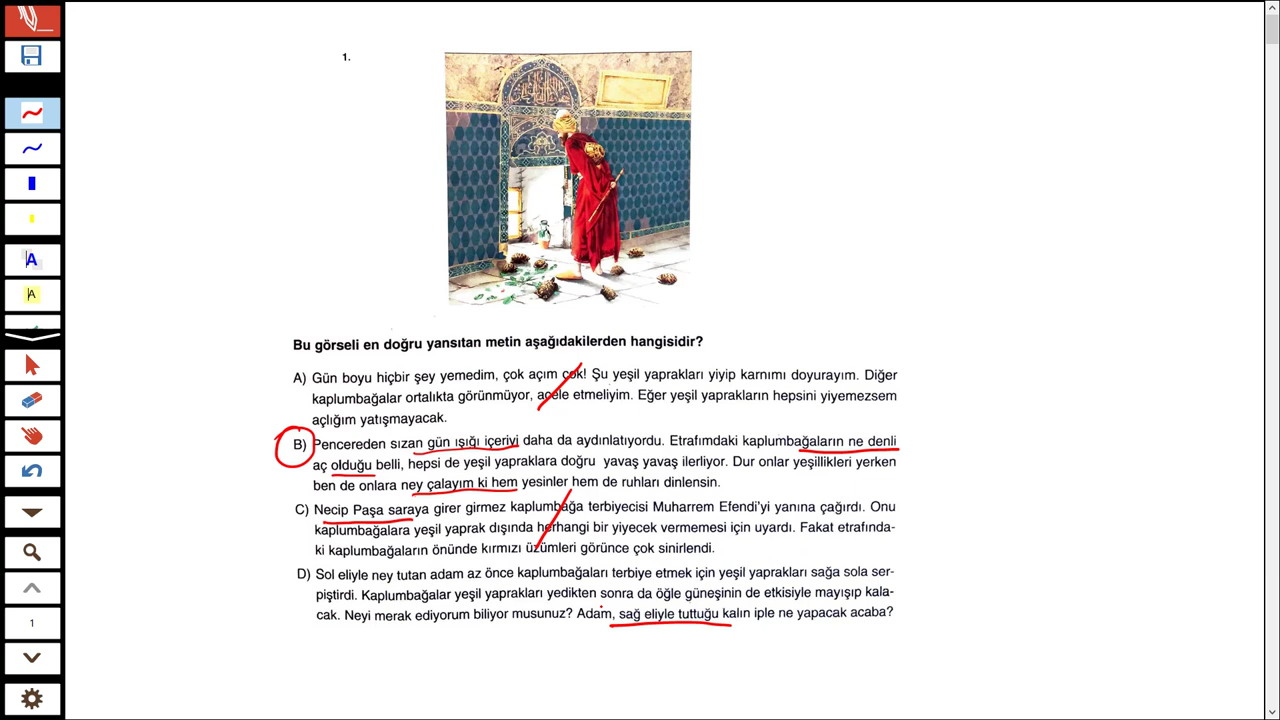 1.
Bu görseli en doğru yansıtan metin aşağıdakilerden hangisidir?
A) Gün boyu hiçbir şey yemedim, çok açım çok! Şu yeşil yaprakları yiyip karnımı doyurayım. Diğer
kaplumbağalar ortalıkta görünmüyor, acele etmeliyim. Eğer yeşil yaprakların hepsini yiyemezsem
açlığım yatışmayacak.
B) Pencereden sızan gün ışığı içeriyi daha da aydınlatıyordu. Etrafımdaki kaplumbağaların ne denli
aç olduğu belli, hepsi de yeşil yapraklara doğru yavaş yavaş ilerliyor. Dur onlar yeşillikleri yerken
ben de onlara ney çalayım ki hem yesinler hem de ruhları dinlensin.
C) Necip Paşa saraya girer girmez kaplumbağa terbiyecisi Muharrem Efendi'yi yanına çağırdı. Onu
kaplumbağalara yeşil yaprak dışında herhangi bir yiyecek vermemesi için uyardı. Fakat etrafında-
ki kaplumbağaların önünde kırmızı üzümleri görünce çok sinirlendi.
D) Sol eliyle ney tutan adam az önce kaplumbağaları terbiye etmek için yeşil yaprakları sağa sola ser-
piştirdi. Kaplumbağalar yeşil yaprakları yedikten sonra da öğle güneşinin de etkisiyle mayışıp kala-
cak. Neyi merak ediyorum biliyor musunuz? Adam, sağ eliyle tuttuğu kalın iple ne yapacak acaba?
A
A
1